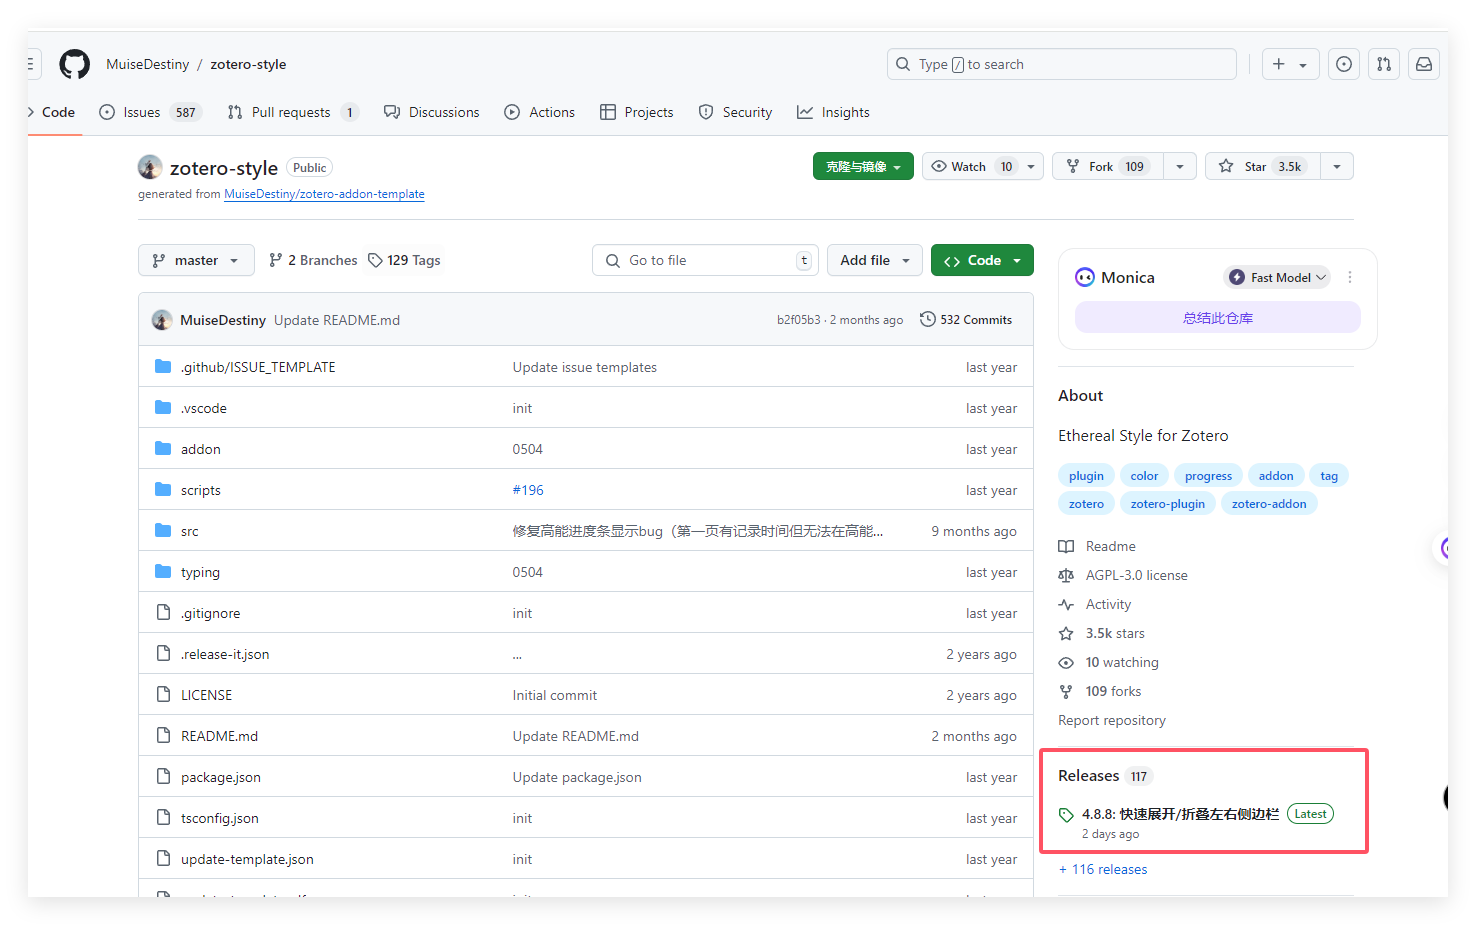 MuiseDestiny / zotero-style
Type / to search
Code Issues 587 Pull requests 1 Discussions Actions Projects Security Insights
zotero-style Public
克隆与镜像 Watch 10 Fork 109 Star 3.5k
generated from MuiseDestiny/zotero-addon-template
master 2 Branches 129 Tags Go to file t Add file Code
MuiseDestiny Update README.md b2f05b3 · 2 months ago 532 Commits
.github/ISSUE_TEMPLATE Update issue templates last year
.vscode init last year
addon 0504 last year
scripts #196 last year
src 修复高能进度条显示bug（第一页有记录时间但无法在高能... 9 months ago
typing 0504 last year
.gitignore init last year
.release-it.json ... 2 years ago
LICENSE Initial commit 2 years ago
README.md Update README.md 2 months ago
package.json Update package.json last year
tsconfig.json init last year
update-template.json init last year
Monica Fast Model
总结此仓库
About
Ethereal Style for Zotero
plugin color progress addon tag
zotero zotero-plugin zotero-addon
Readme
AGPL-3.0 license
Activity
3.5k stars
10 watching
109 forks
Report repository
Releases 117
4.8.8: 快速展开/折叠左右侧边栏 Latest
2 days ago
+ 116 releases